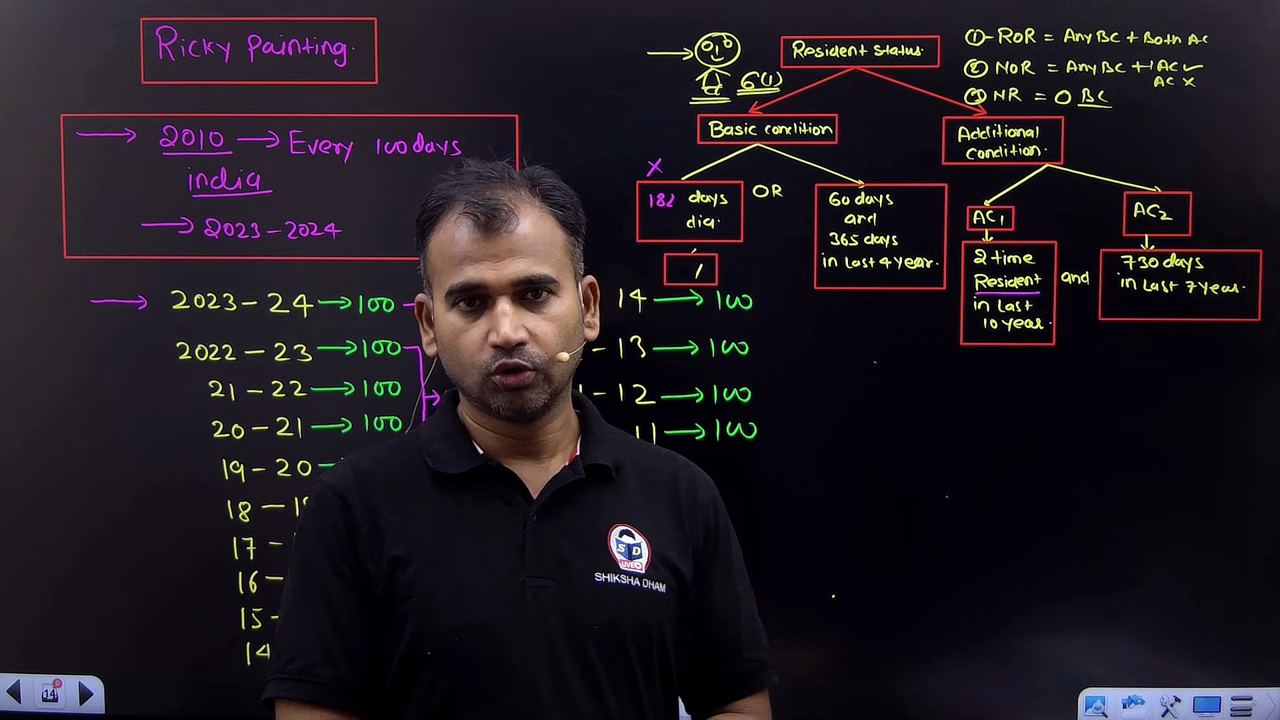 Ricky Painting.
→ 2010 → Every 100 days
india
→ 2023-2024
→ 2023-24 → 100
2022-23 → 100
21-22 → 100
20-21 → 100
19-20
18-
17-
16-
15-
14
14 → 100
-13 → 100
-12 → 100
11 → 100
Resident Status.
6(1)
① ROR = Any BC + Both AC
② NOR = Any BC + 1 AC ✓
AC ×
③ NR = 0 BC
Basic condition
Additional
Condition.
×
182 days
OR
60 days
and
365 days
in last 4 year.
AC1
2 time
Resident
in last
10 year.
and
AC2
730 days
in last 7 year.
SD
LIVE
SHIKSHA DHAM
14
0